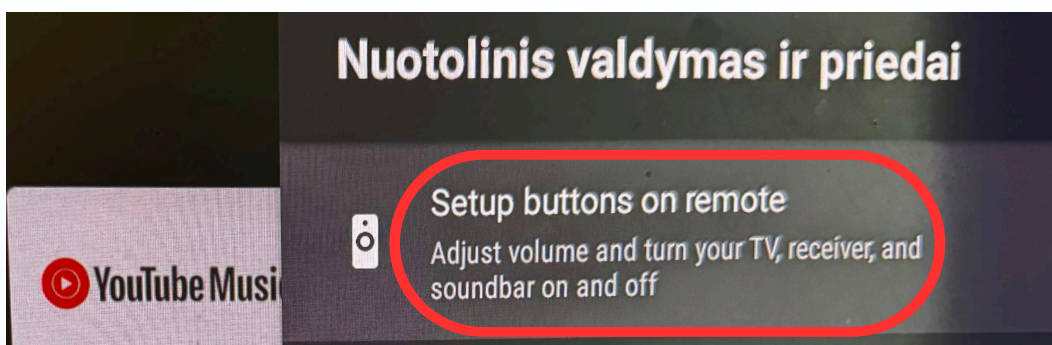 Nuotolinis valdymas ir priedai
Setup buttons on remote
Adjust volume and turn your TV, receiver, and
soundbar on and off
YouTube Musi